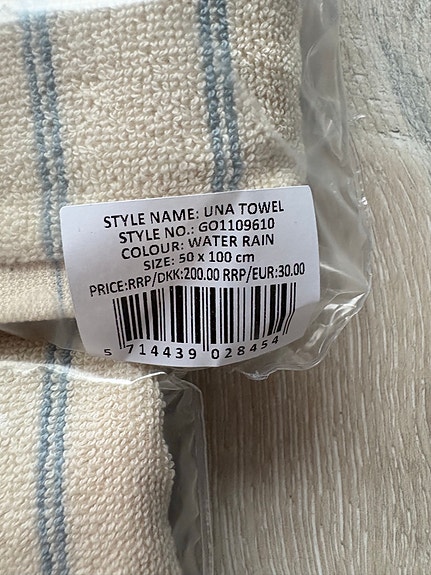 STYLE NAME: UNA TOWEL
STYLE NO.: GO1109610
COLOUR: WATER RAIN
SIZE: 50 x 100 cm
PRICE:RRP/DKK:200.00 RRP/EUR:30.00
5 714439 028454